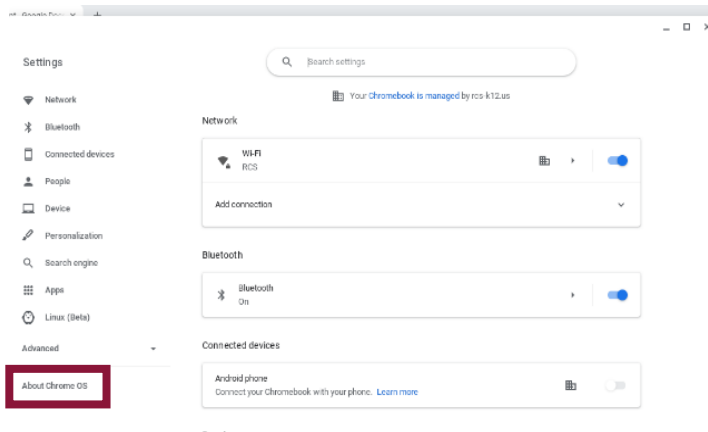 Settings
Search settings
Your Chromebook is managed by rcs-k12.us
Network
Bluetooth
Connected devices
People
Device
Personalization
Search engine
Apps
Linux (Beta)
Advanced
About Chrome OS
Network
Wi-Fi
RCS
Add connection
Bluetooth
Bluetooth
On
Connected devices
Android phone
Connect your Chromebook with your phone. Learn more